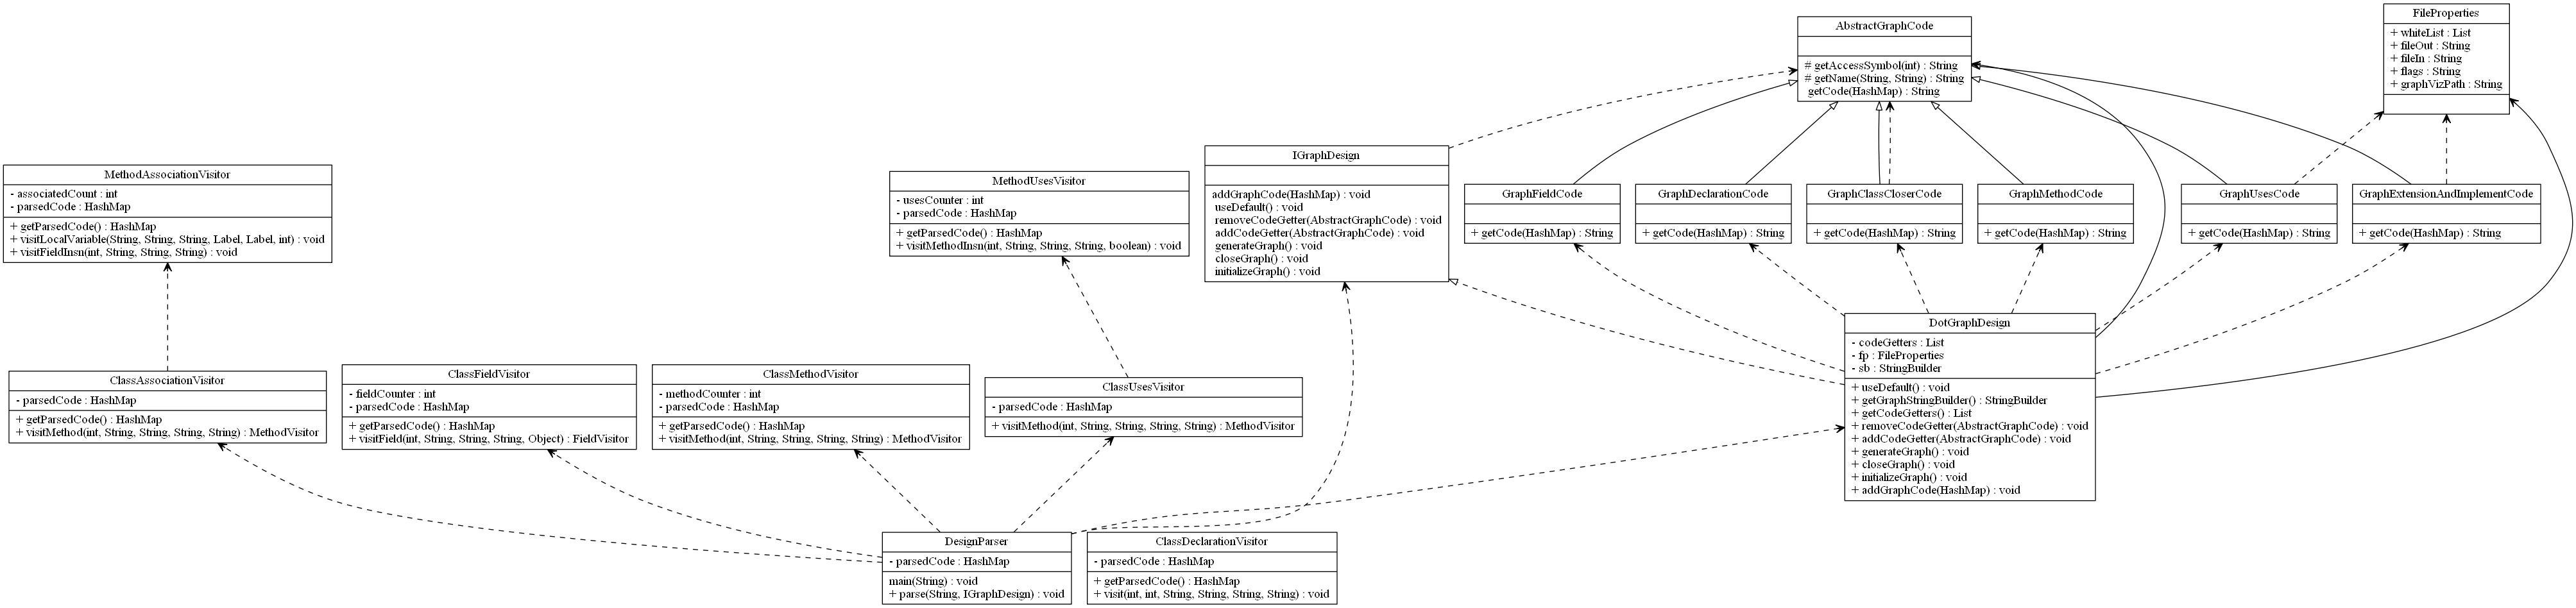 FileProperties
+ whiteList : List
+ fileOut : String
+ fileIn : String
+ flags : String
+ graphVizPath : String
AbstractGraphCode
# getAccessSymbol(int) : String
# getName(String, String) : String
getCode(HashMap) : String
IGraphDesign
addGraphCode(HashMap) : void
useDefault() : void
removeCodeGetter(AbstractGraphCode) : void
addCodeGetter(AbstractGraphCode) : void
generateGraph() : void
closeGraph() : void
initializeGraph() : void
MethodAssociationVisitor
- associatedCount : int
- parsedCode : HashMap
+ getParsedCode() : HashMap
+ visitLocalVariable(String, String, String, Label, Label, int) : void
+ visitFieldInsn(int, String, String, String) : void
MethodUsesVisitor
- usesCounter : int
- parsedCode : HashMap
+ getParsedCode() : HashMap
+ visitMethodInsn(int, String, String, String, boolean) : void
GraphFieldCode
+ getCode(HashMap) : String
GraphDeclarationCode
+ getCode(HashMap) : String
GraphClassCloserCode
+ getCode(HashMap) : String
GraphMethodCode
+ getCode(HashMap) : String
GraphUsesCode
+ getCode(HashMap) : String
GraphExtensionAndImplementCode
+ getCode(HashMap) : String
DotGraphDesign
- codeGetters : List
- fp : FileProperties
- sb : StringBuilder
+ useDefault() : void
+ getGraphStringBuilder() : StringBuilder
+ getCodeGetters() : List
+ removeCodeGetter(AbstractGraphCode) : void
+ addCodeGetter(AbstractGraphCode) : void
+ generateGraph() : void
+ closeGraph() : void
+ initializeGraph() : void
+ addGraphCode(HashMap) : void
ClassAssociationVisitor
- parsedCode : HashMap
+ getParsedCode() : HashMap
+ visitMethod(int, String, String, String, String) : MethodVisitor
ClassFieldVisitor
- fieldCounter : int
- parsedCode : HashMap
+ getParsedCode() : HashMap
+ visitField(int, String, String, String, Object) : FieldVisitor
ClassMethodVisitor
- methodCounter : int
- parsedCode : HashMap
+ getParsedCode() : HashMap
+ visitMethod(int, String, String, String, String) : MethodVisitor
ClassUsesVisitor
- parsedCode : HashMap
+ visitMethod(int, String, String, String, String) : MethodVisitor
DesignParser
- parsedCode : HashMap
main(String) : void
+ parse(String, IGraphDesign) : void
ClassDeclarationVisitor
- parsedCode : HashMap
+ getParsedCode() : HashMap
+ visit(int, int, String, String, String, String) : void